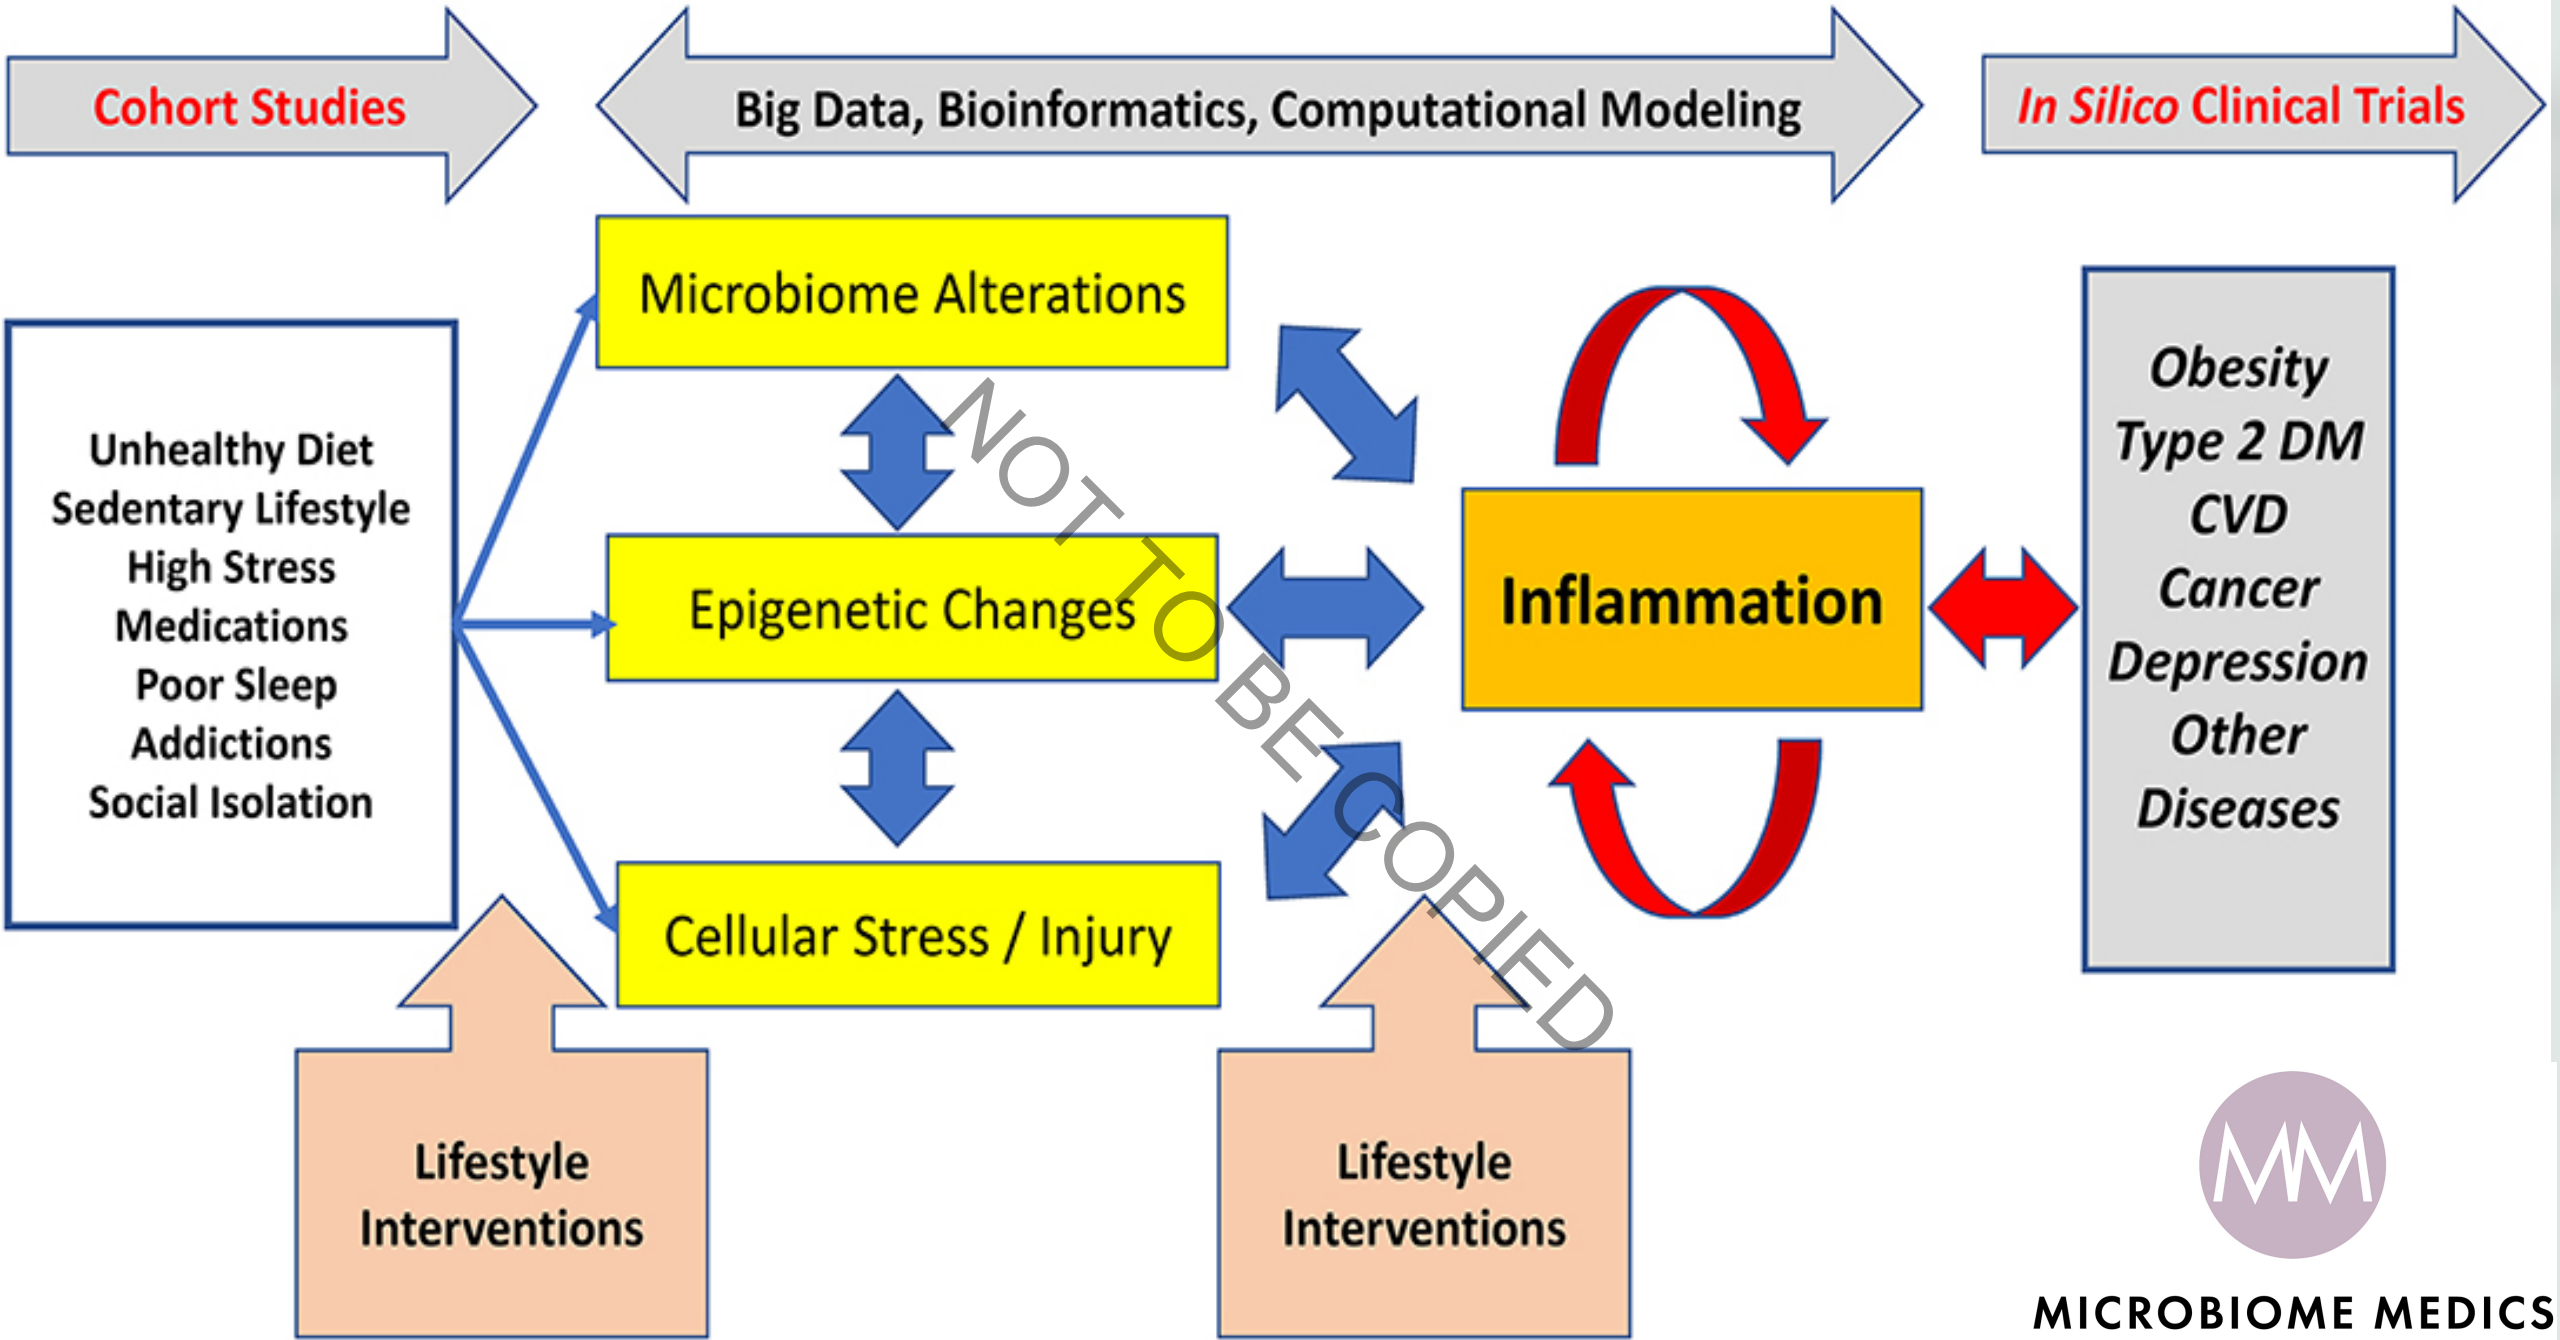 Cohort Studies
Big Data, Bioinformatics, Computational Modeling
In Silico Clinical Trials
Unhealthy Diet
Sedentary Lifestyle
High Stress
Medications
Poor Sleep
Addictions
Social Isolation
Microbiome Alterations
Epigenetic Changes
Cellular Stress / Injury
Inflammation
Obesity
Type 2 DM
CVD
Cancer
Depression
Other
Diseases
Lifestyle
Interventions
Lifestyle
Interventions
NOT TO BE COPIED
MM
MICROBIOME MEDICS